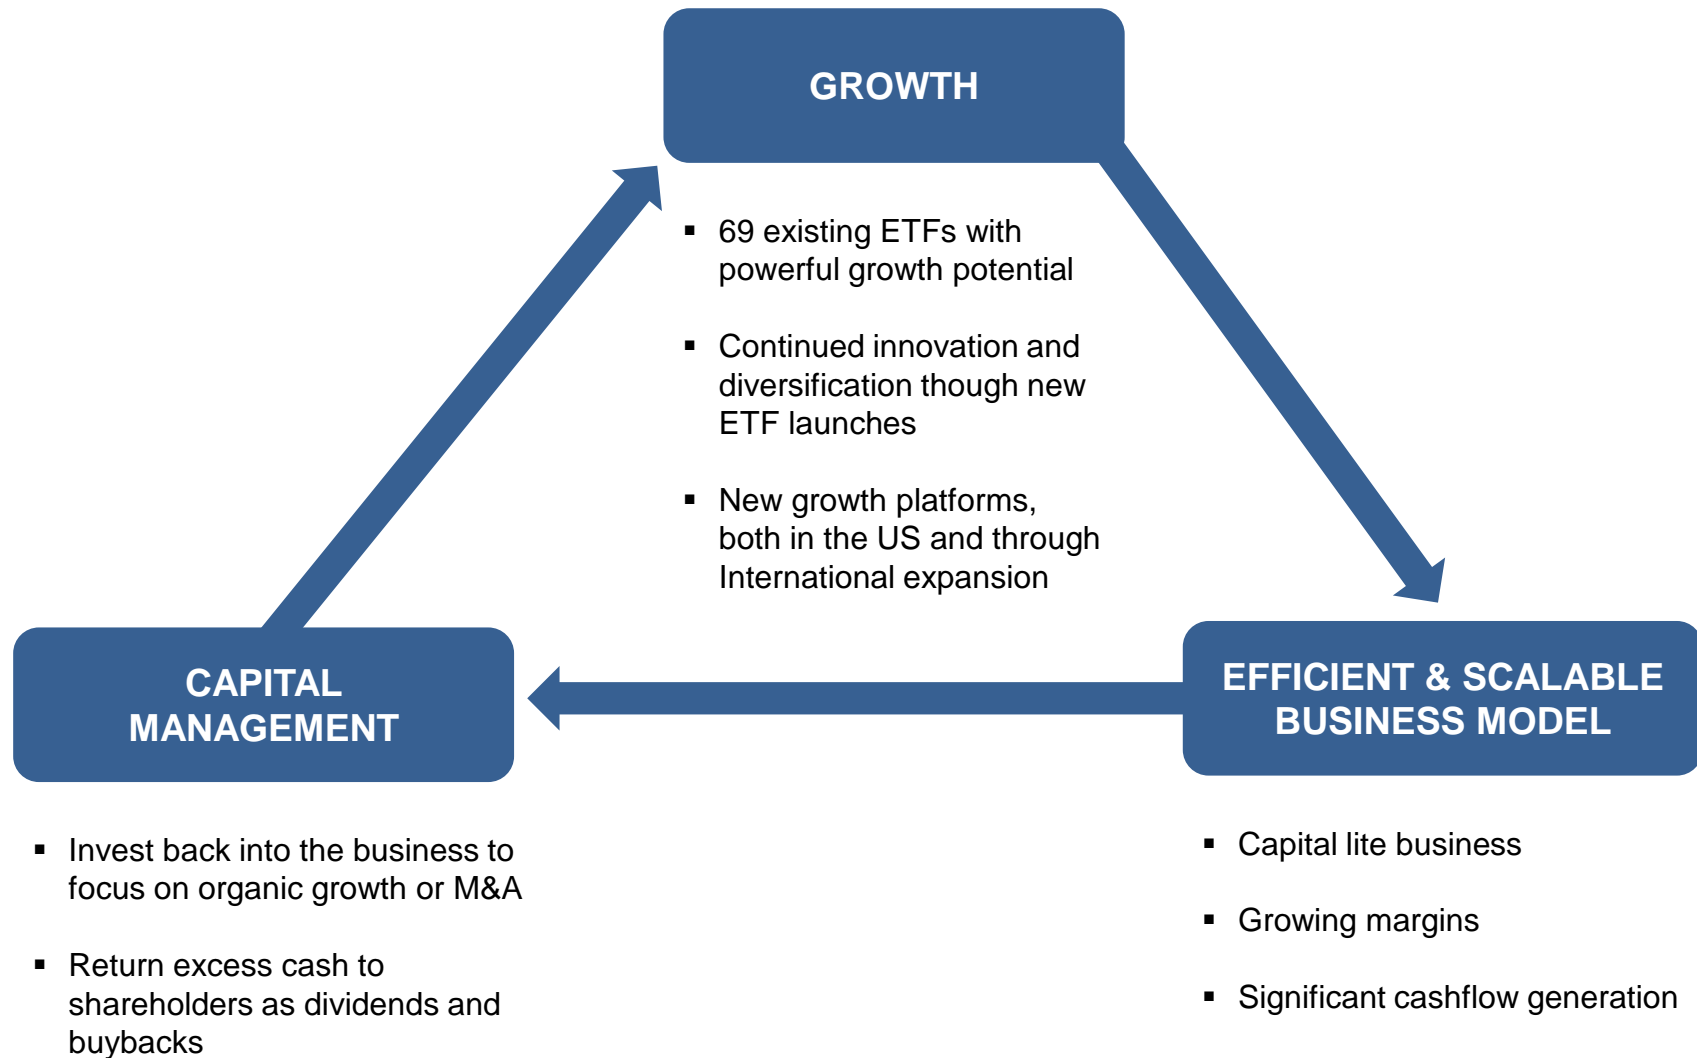 GROWTH
▪ 69 existing ETFs with
powerful growth potential
▪ Continued innovation and
diversification though new
ETF launches
▪ New growth platforms,
both in the US and through
International expansion
CAPITAL
MANAGEMENT
EFFICIENT & SCALABLE
BUSINESS MODEL
▪ Invest back into the business to
focus on organic growth or M&A
▪ Return excess cash to
shareholders as dividends and
buybacks
▪ Capital lite business
▪ Growing margins
▪ Significant cashflow generation